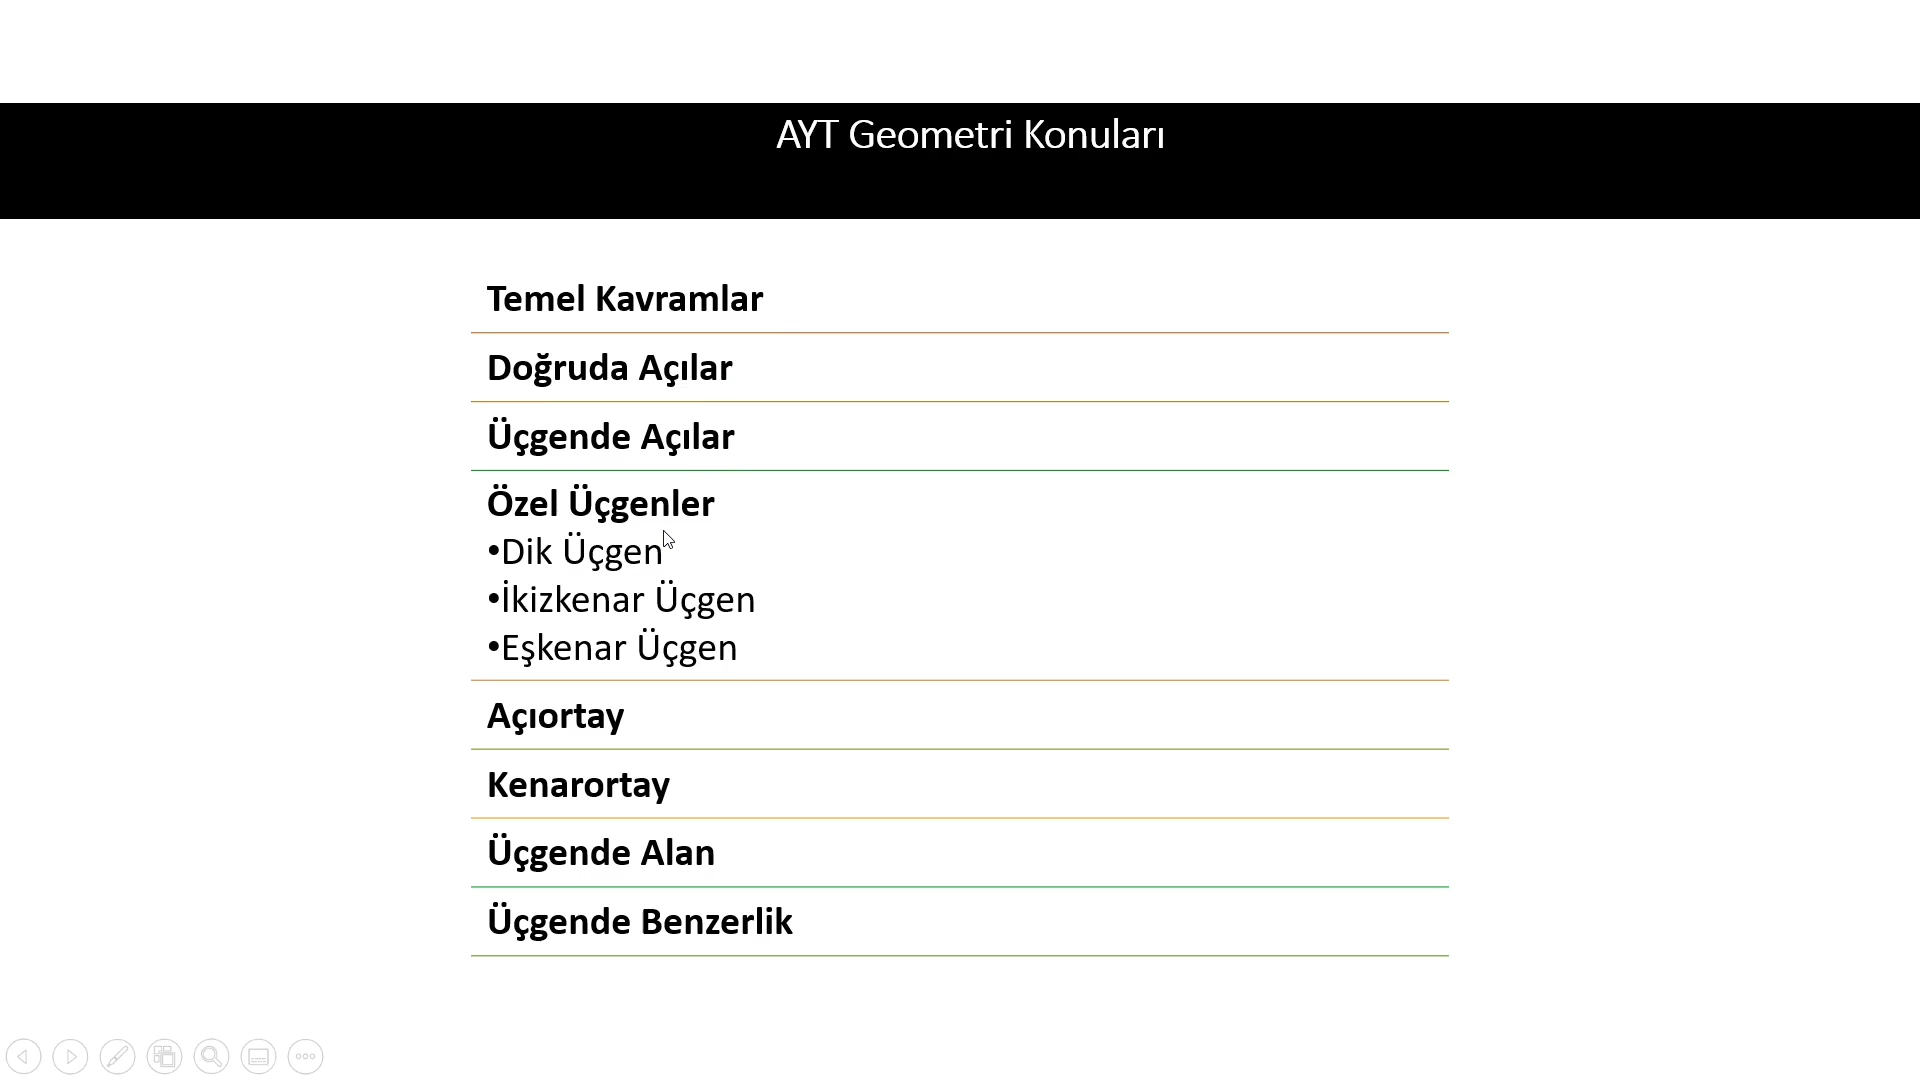 AYT Geometri Konuları
Temel Kavramlar
Doğruda Açılar
Üçgende Açılar
Özel Üçgenler
•Dik Üçgen
•İkizkenar Üçgen
•Eşkenar Üçgen
Açıortay
Kenarortay
Üçgende Alan
Üçgende Benzerlik